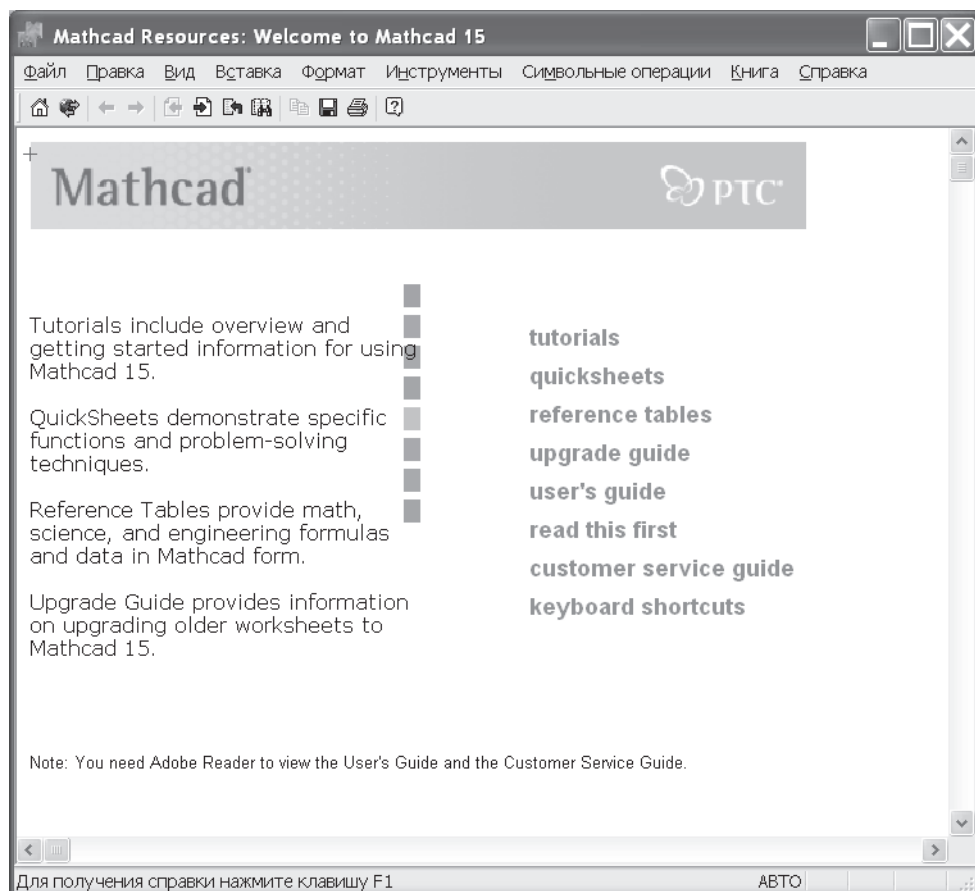 Mathcad Resources: Welcome to Mathcad 15
Файл Правка Вид Вставка Формат Инструменты Символьные операции Книга Справка
Mathcad
PTC
Tutorials include overview and
getting started information for using
Mathcad 15.
QuickSheets demonstrate specific
functions and problem-solving
techniques.
Reference Tables provide math,
science, and engineering formulas
and data in Mathcad form.
Upgrade Guide provides information
on upgrading older worksheets to
Mathcad 15.
tutorials
quicksheets
reference tables
upgrade guide
user's guide
read this first
customer service guide
keyboard shortcuts
Note: You need Adobe Reader to view the User's Guide and the Customer Service Guide.
Для получения справки нажмите клавишу F1 АВТО